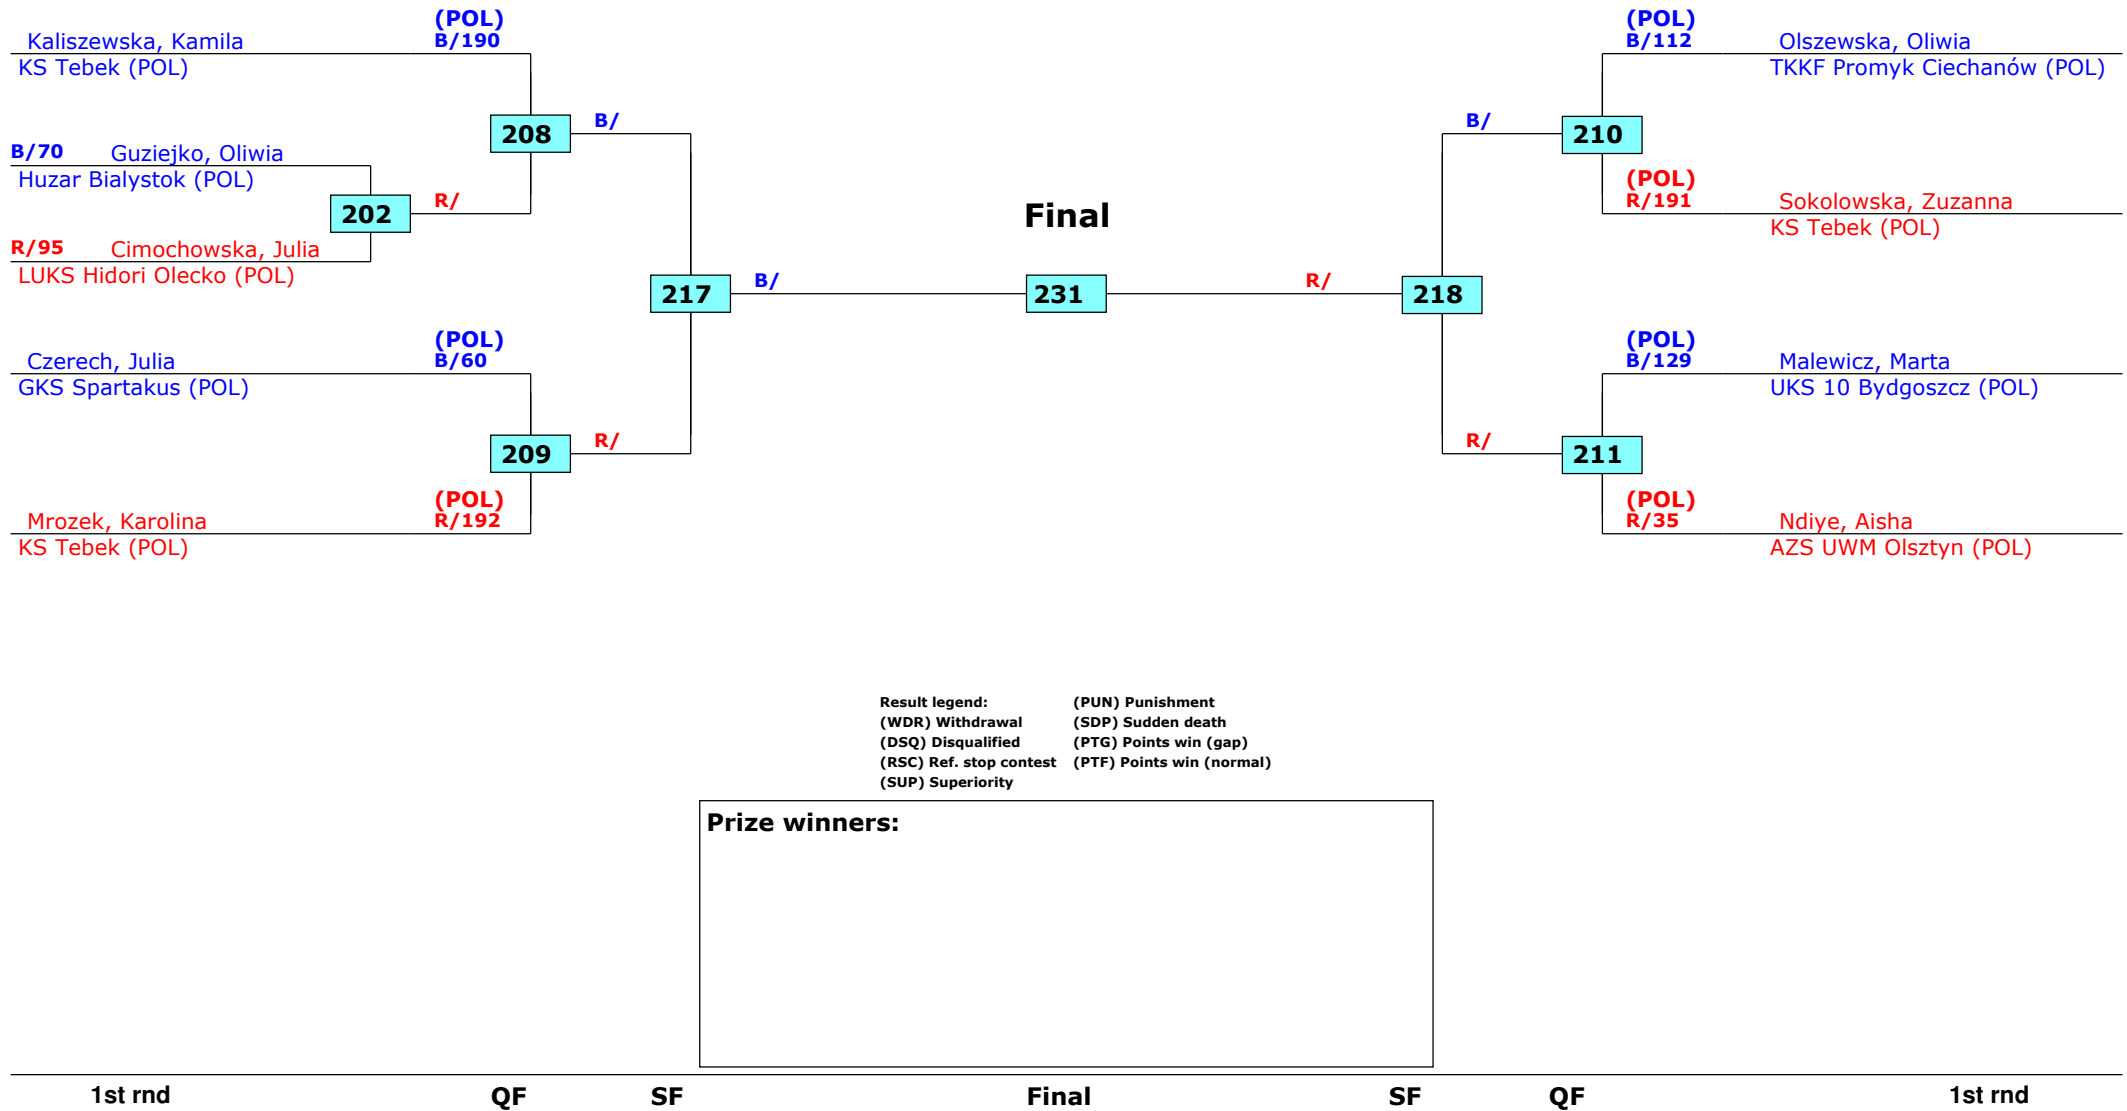 (POL)
Kaliszewska, Kamila B/190
KS Tebek (POL)
B/70 Guziejko, Oliwia
Huzar Bialystok (POL)
R/95 Cimochowska, Julia
LUKS Hidori Olecko (POL)
202
R/
208
B/
(POL)
Czerech, Julia B/60
GKS Spartakus (POL)
(POL)
Mrozek, Karolina R/192
KS Tebek (POL)
209
R/
217
B/
Final
231
R/
218
B/
210
(POL)
B/112 Olszewska, Oliwia
TKKF Promyk Ciechanów (POL)
(POL)
R/191 Sokolowska, Zuzanna
KS Tebek (POL)
R/
211
(POL)
B/129 Malewicz, Marta
UKS 10 Bydgoszcz (POL)
(POL)
R/35 Ndiye, Aisha
AZS UWM Olsztyn (POL)
Result legend: (PUN) Punishment
(WDR) Withdrawal (SDP) Sudden death
(DSQ) Disqualified (PTG) Points win (gap)
(RSC) Ref. stop contest (PTF) Points win (normal)
(SUP) Superiority
Prize winners:
1st rnd QF SF Final SF QF 1st rnd